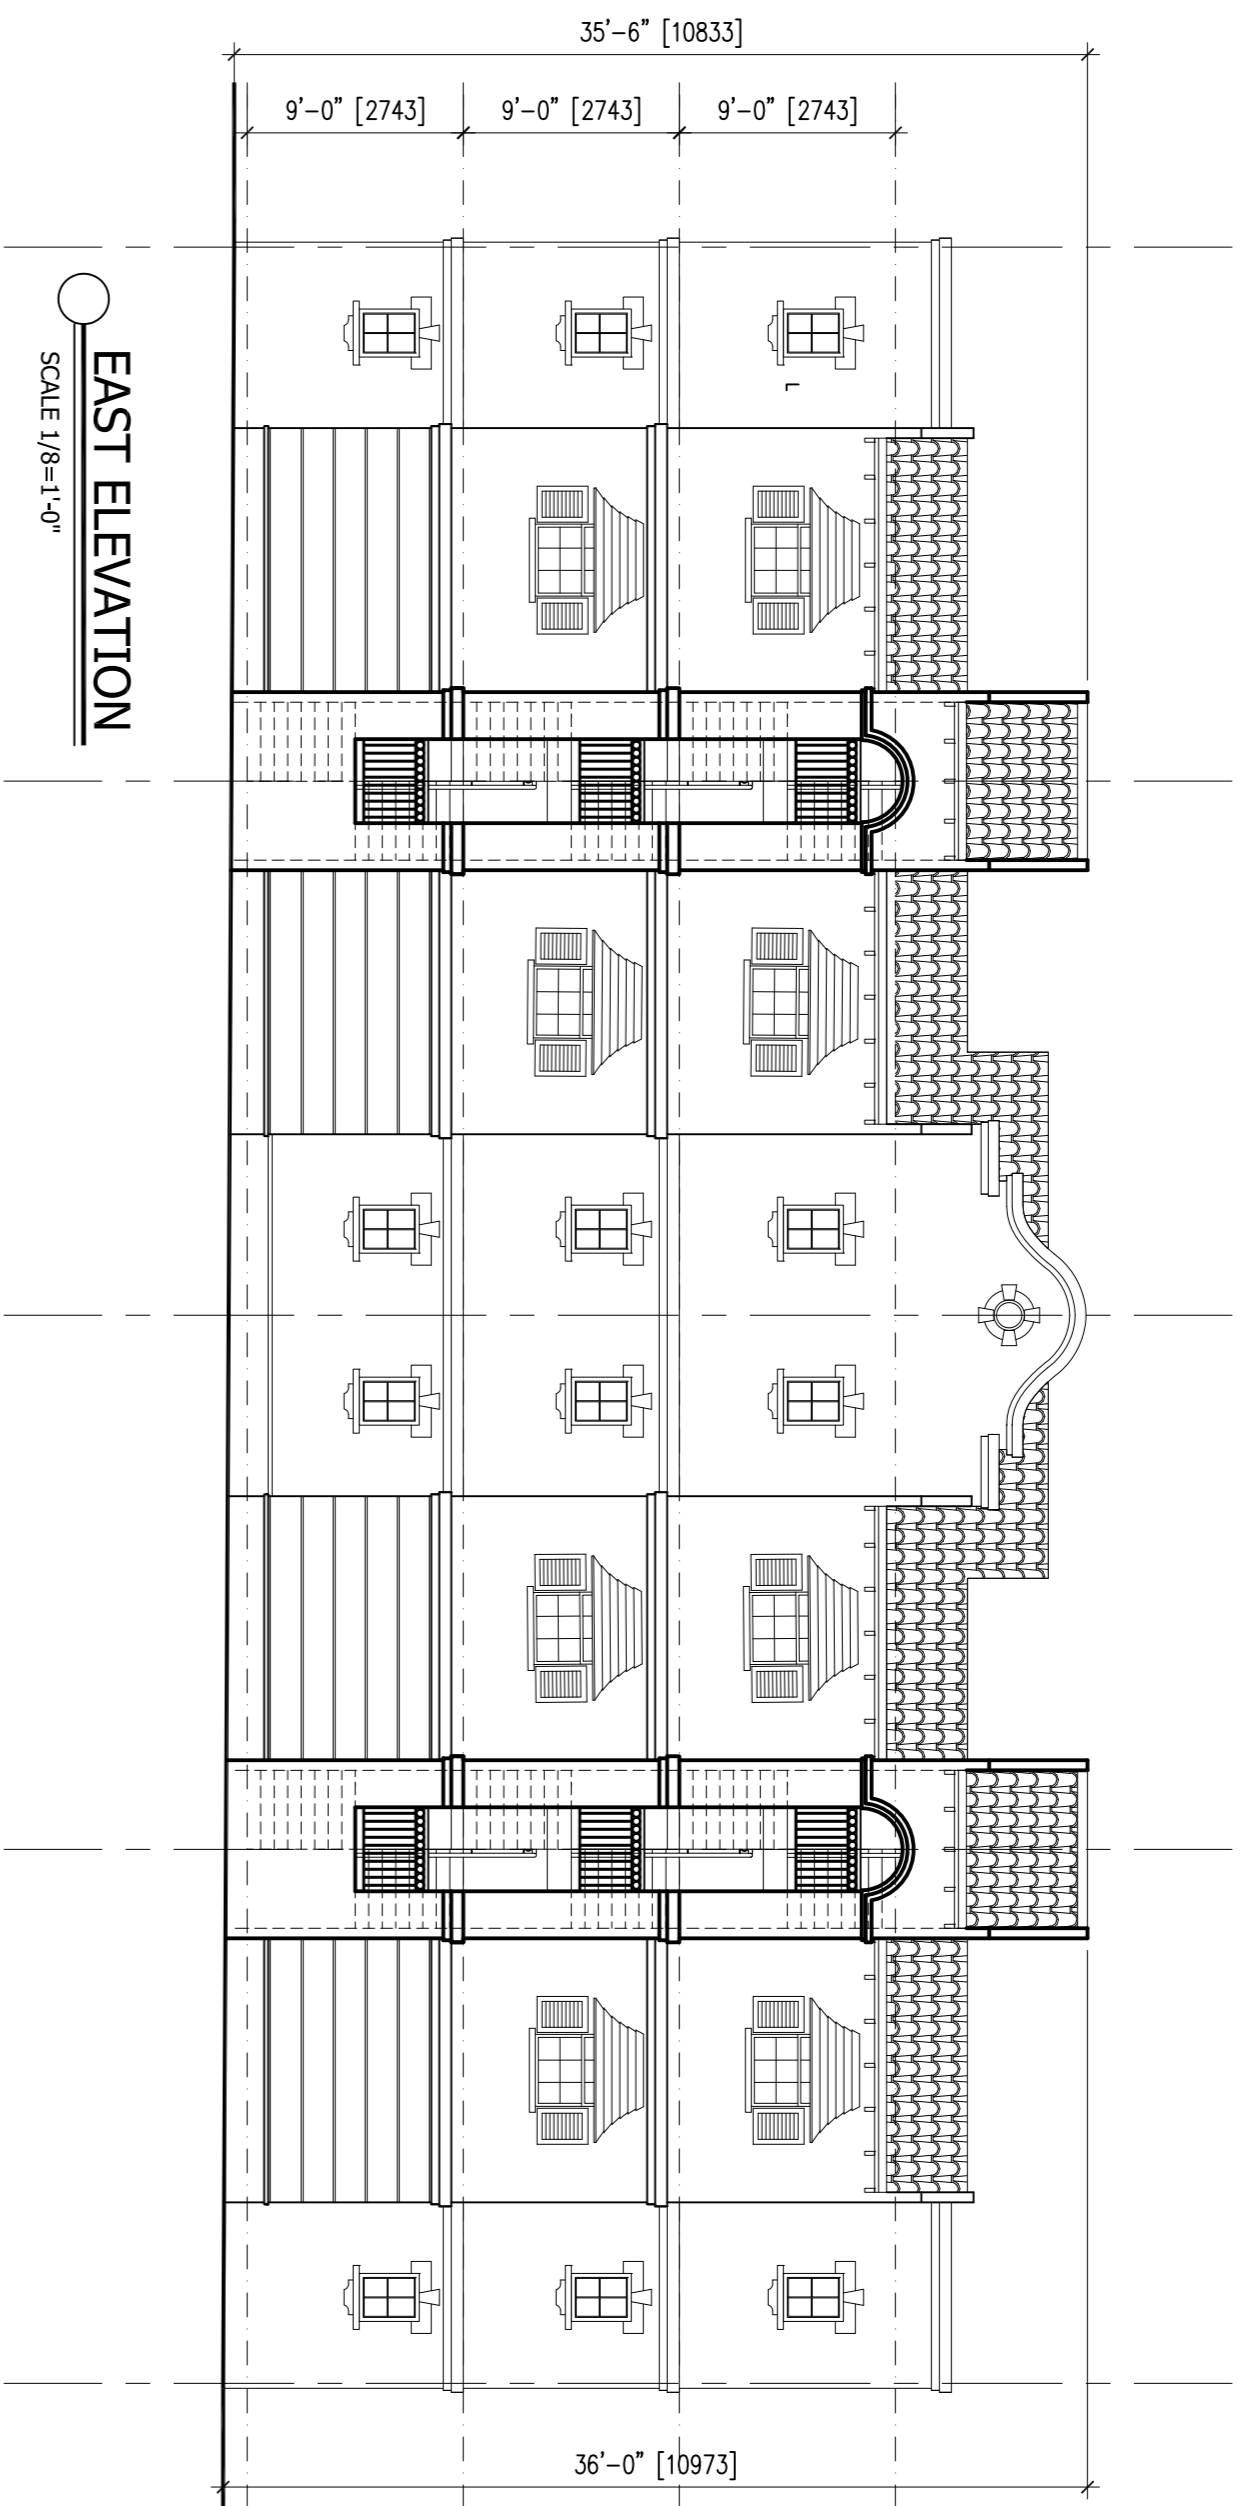 35'-6" [10833]
9'-0" [2743] 9'-0" [2743] 9'-0" [2743]
EAST ELEVATION
SCALE 1/8=1'-0"
36'-0" [10973]